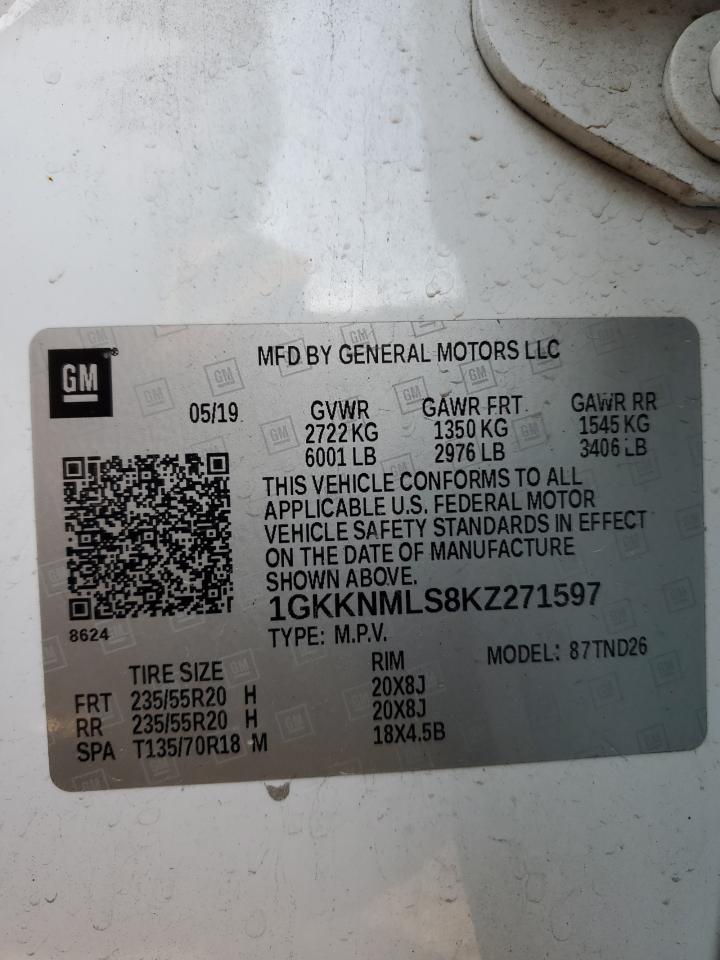 GM
MFD BY GENERAL MOTORS LLC
05/19 GVWR GAWR FRT. GAWR RR
2722 KG 1350 KG 1545 KG
6001 LB 2976 LB 3406 LB
THIS VEHICLE CONFORMS TO ALL
APPLICABLE U.S. FEDERAL MOTOR
VEHICLE SAFETY STANDARDS IN EFFECT
ON THE DATE OF MANUFACTURE
SHOWN ABOVE.
1GKKNMLS8KZ271597
8624
TYPE: M.P.V. MODEL: 87TND26
TIRE SIZE RIM
FRT 235/55R20 H 20X8J
RR 235/55R20 H 20X8J
SPA T135/70R18 M 18X4.5B